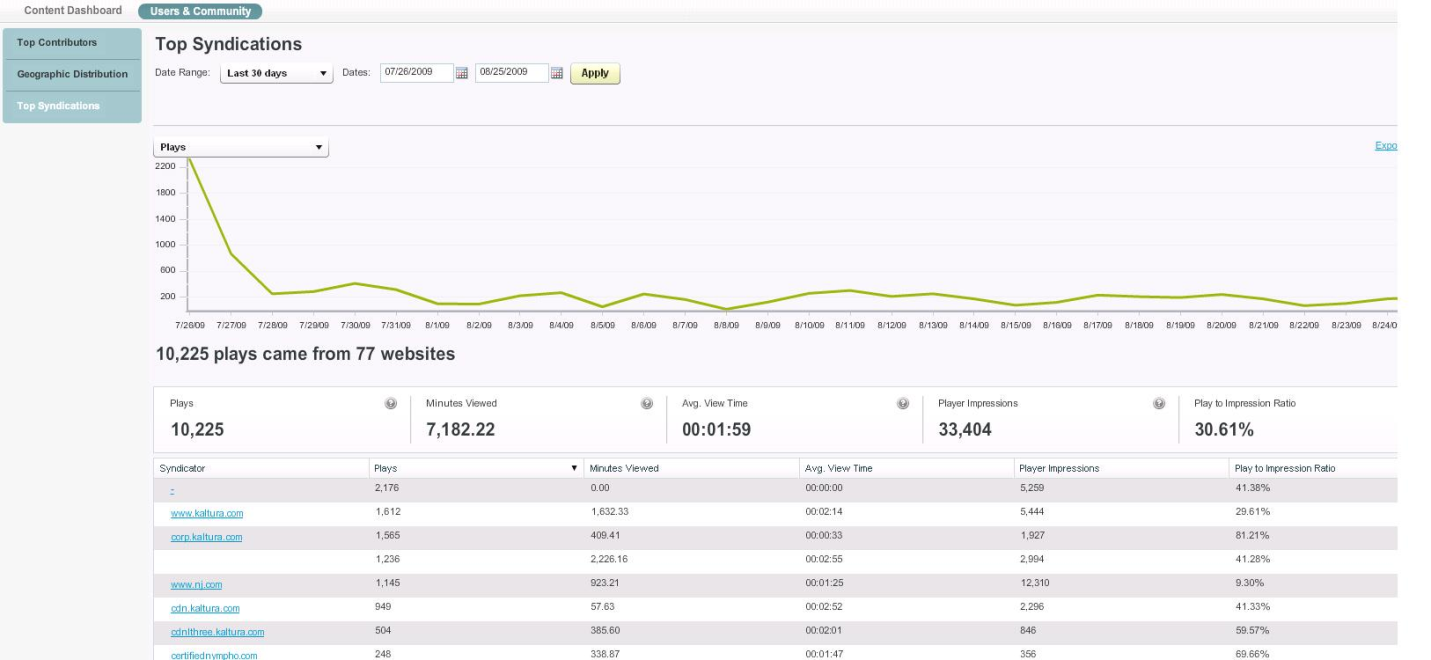 Content Dashboard Users & Community
Top Contributors
Geographic Distribution
Top Syndications
Top Syndications
Date Range: Last 30 days Dates: 07/26/2009 08/25/2009 Apply
Plays
Expo
2200
1800
1400
1000
600
200
7/26/09 7/27/09 7/28/09 7/29/09 7/30/09 7/31/09 8/1/09 8/2/09 8/3/09 8/4/09 8/5/09 8/6/09 8/7/09 8/8/09 8/9/09 8/10/09 8/11/09 8/12/09 8/13/09 8/14/09 8/15/09 8/16/09 8/17/09 8/18/09 8/19/09 8/20/09 8/21/09 8/22/09 8/23/09 8/24/0
10,225 plays came from 77 websites
Plays Minutes Viewed Avg. View Time Player Impressions Play to Impression Ratio
10,225 7,182.22 00:01:59 33,404 30.61%
Syndicator Plays Minutes Viewed Avg. View Time Player Impressions Play to Impression Ratio
- 2,176 0.00 00:00:00 5,259 41.38%
www.kaltura.com 1,612 1,632.33 00:02:14 5,444 29.61%
corp.kaltura.com 1,565 409.41 00:00:33 1,927 81.21%
1,236 2,226.16 00:02:55 2,994 41.28%
www.nj.com 1,145 923.21 00:01:25 12,310 9.30%
cdn.kaltura.com 949 57.63 00:02:52 2,296 41.33%
cdnlthree.kaltura.com 504 385.60 00:02:01 846 59.57%
certifiednympho.com 248 338.87 00:01:47 356 69.66%